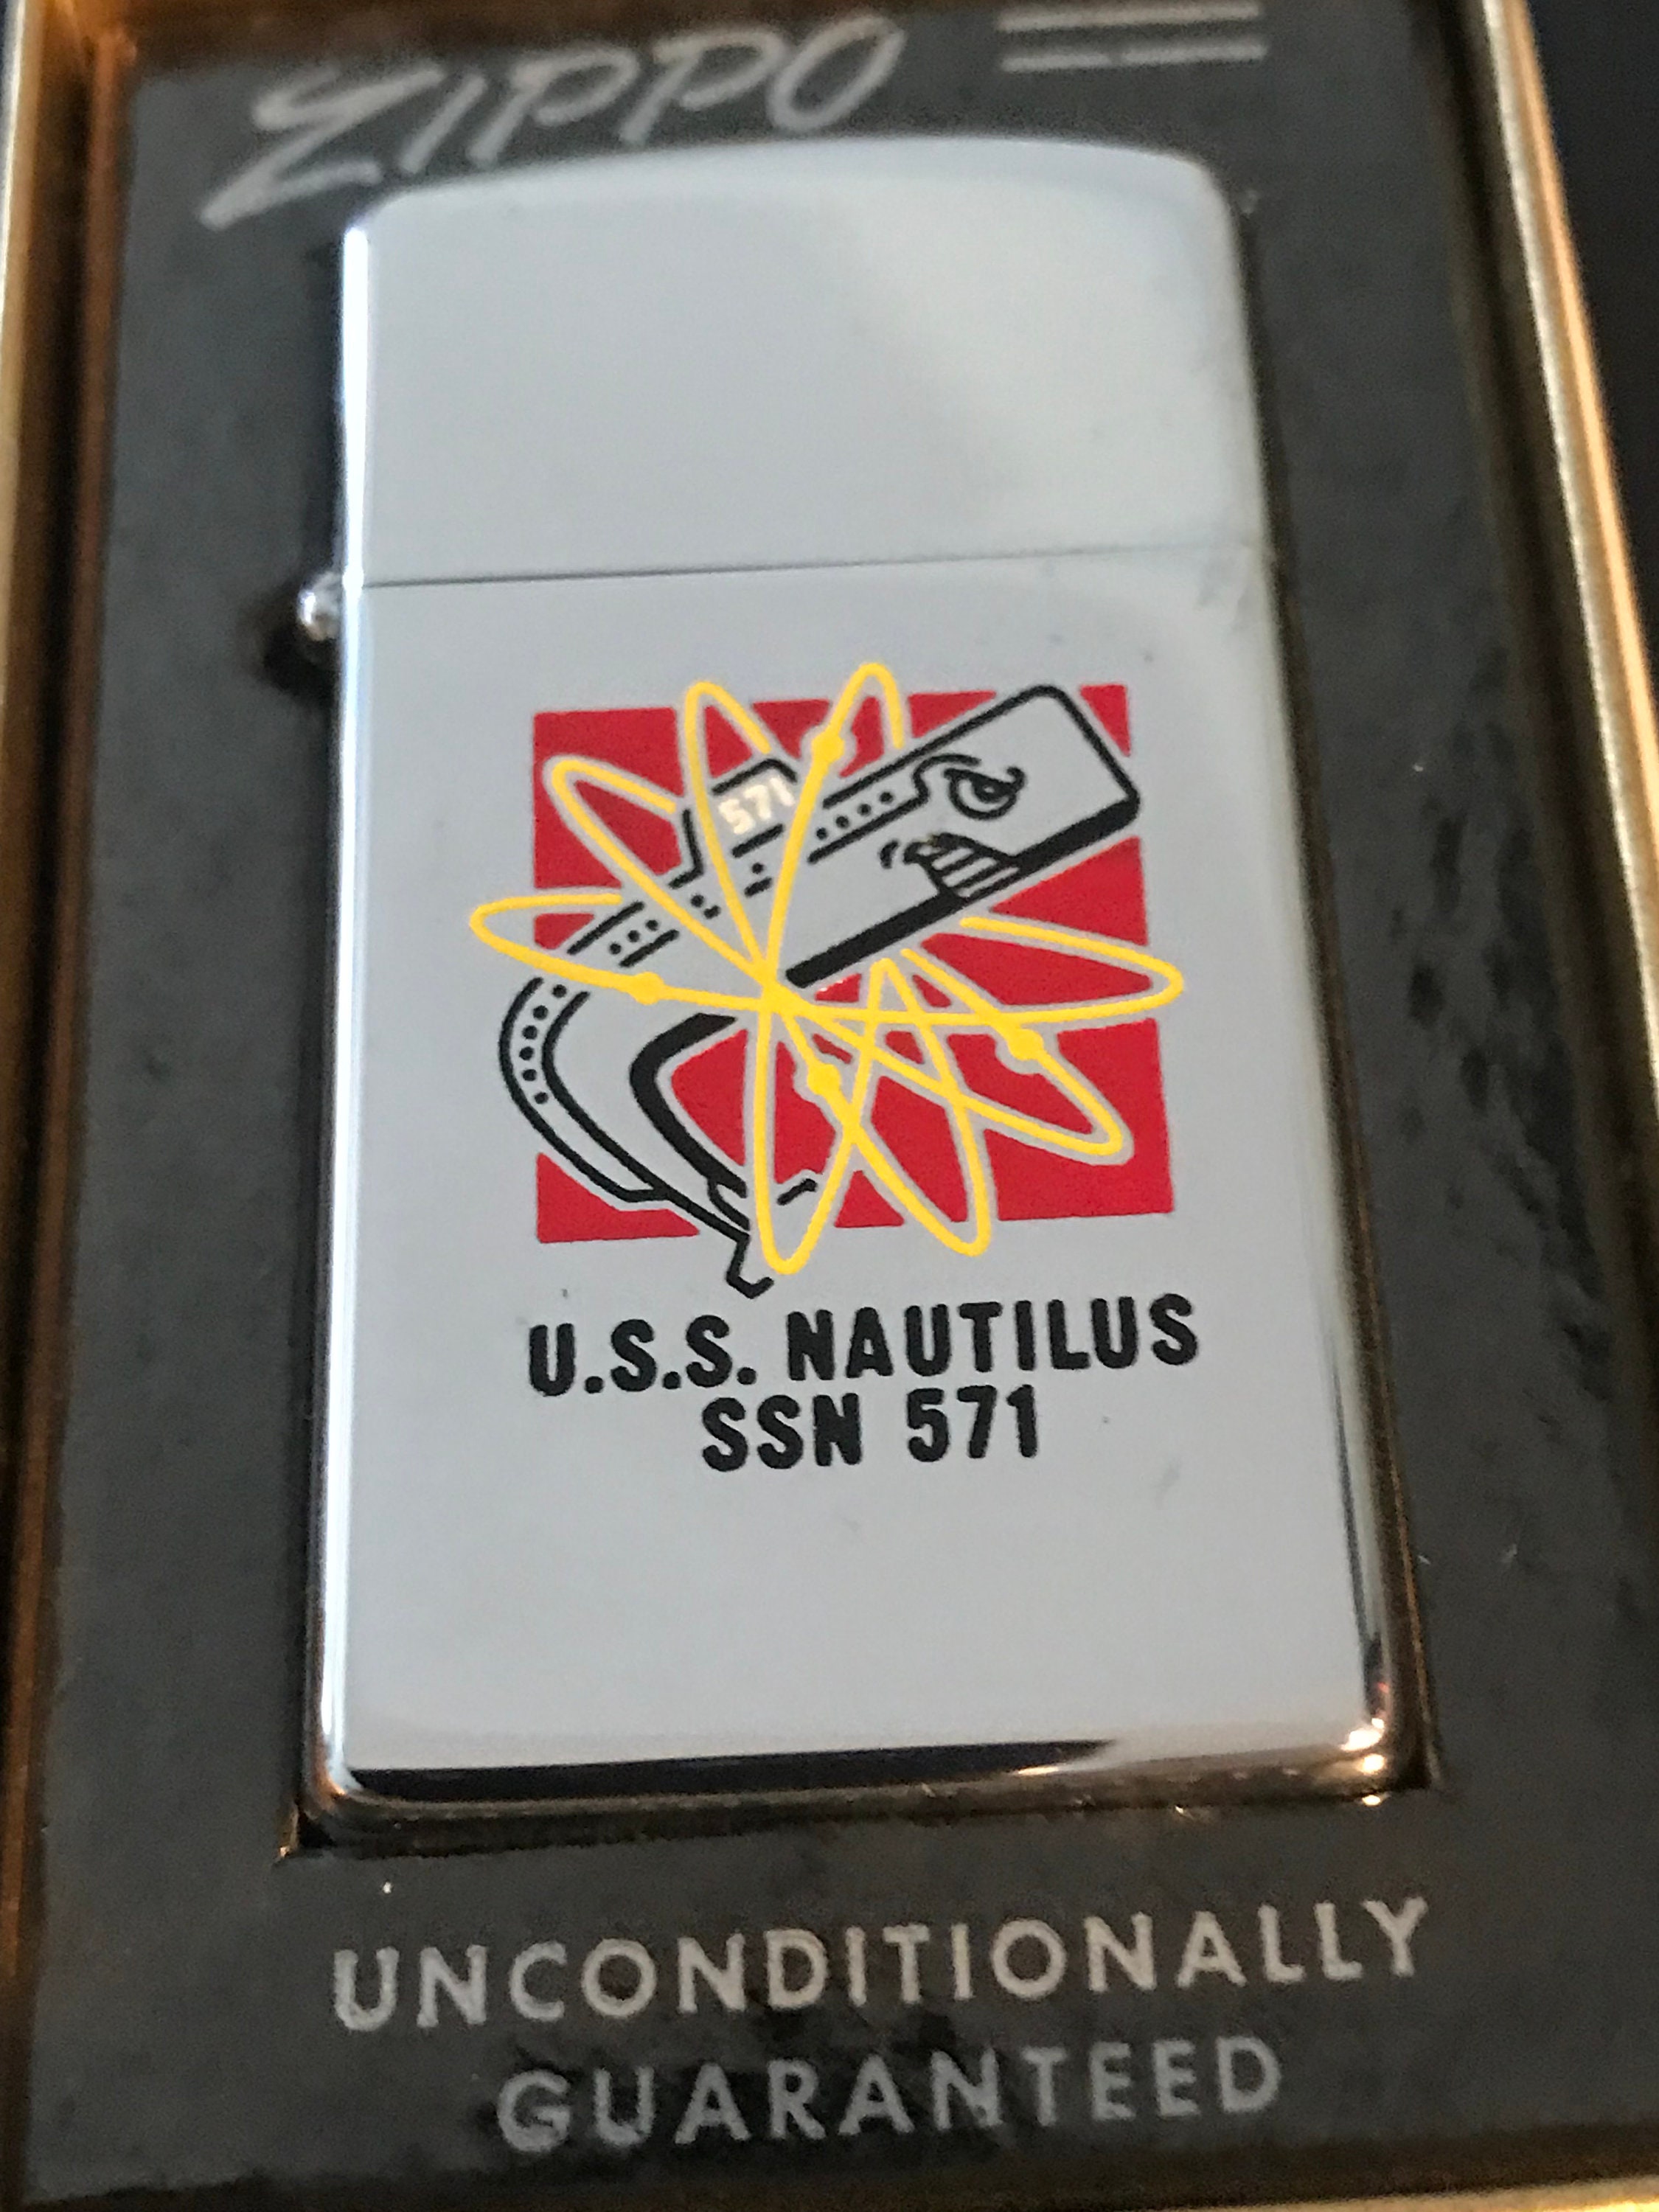 ZIPPO
571
U.S.S. NAUTILUS
SSN 571
UNCONDITIONALLY
GUARANTEED